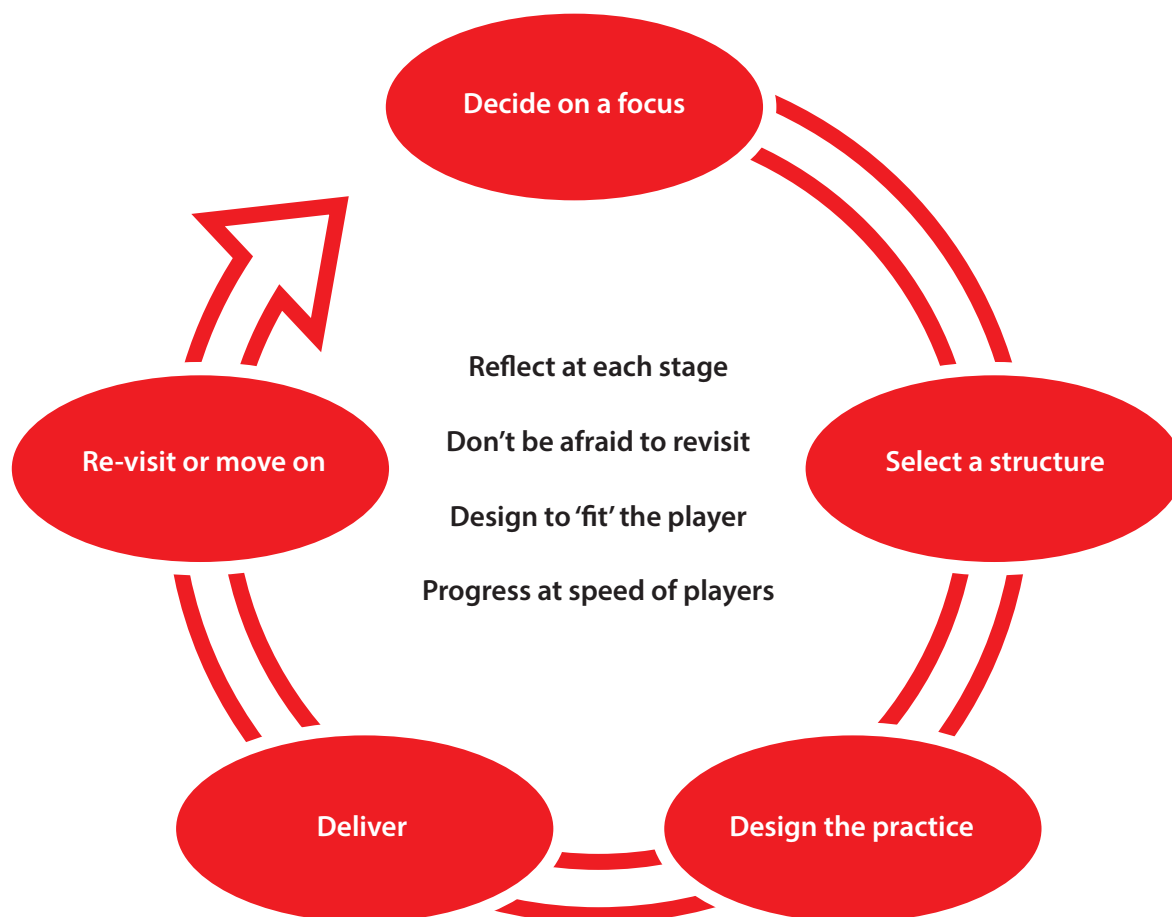 Decide on a focus
Select a structure
Design the practice
Deliver
Re-visit or move on
Reflect at each stage
Don’t be afraid to revisit
Design to ‘fit’ the player
Progress at speed of players